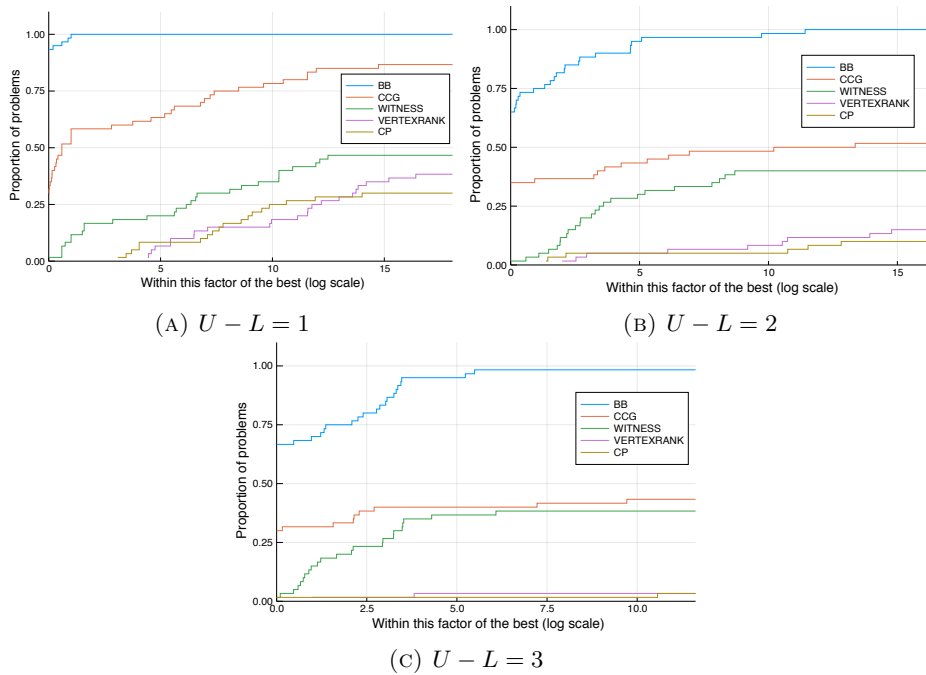 Proportion of problems
1.00
0.75
0.50
0.25
0.00
0
5
10
15
Within this factor of the best (log scale)
BB
CCG
WITNESS
VERTEXRANK
CP
(A) U − L = 1
Proportion of problems
1.00
0.75
0.50
0.25
0.00
0
5
10
15
Within this factor of the best (log scale)
BB
CCG
WITNESS
VERTEXRANK
CP
(B) U − L = 2
Proportion of problems
1.00
0.75
0.50
0.25
0.00
0.0
2.5
5.0
7.5
10.0
Within this factor of the best (log scale)
BB
CCG
WITNESS
VERTEXRANK
CP
(C) U − L = 3